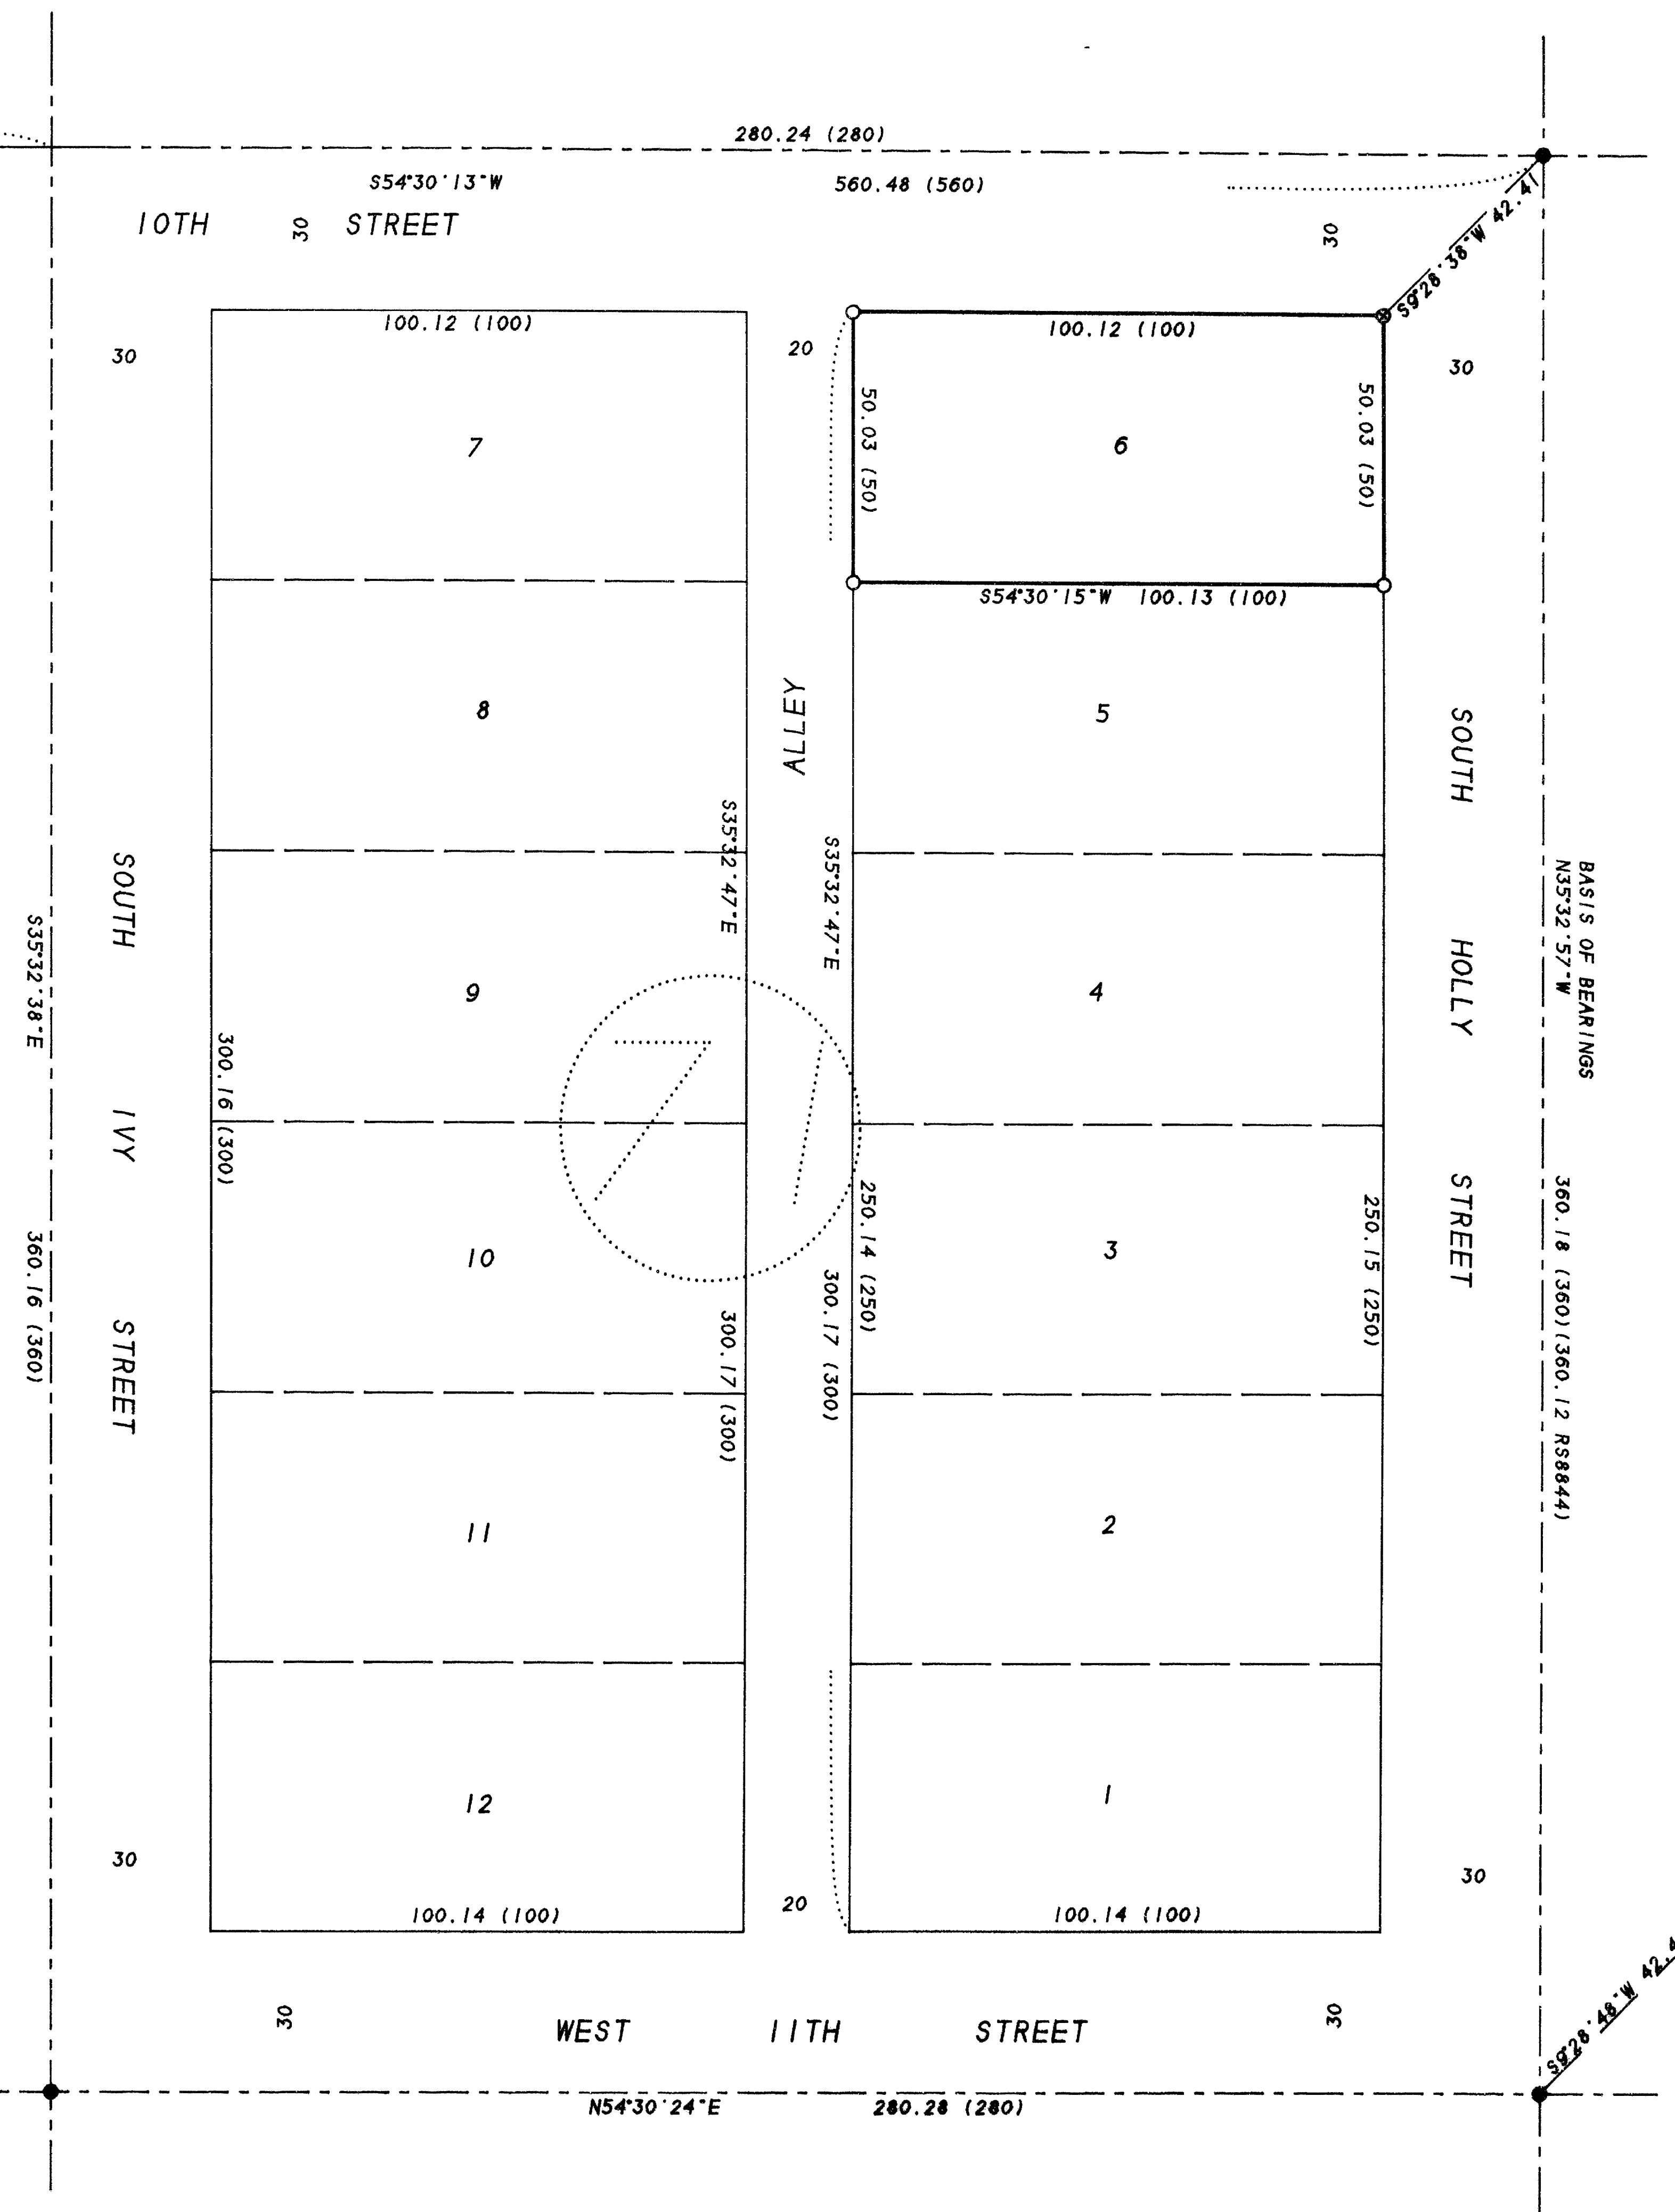 280.24 (280)
S54°30'13"W 560.48 (560)
10TH 30 STREET 30
S9°28'38"W 42.41
100.12 (100)
100.12 (100)
30
20
30
50.03 (50)
50.03 (50)
7
6
S54°30'15"W 100.13 (100)
8
ALLEY
5
SOUTH HOLLY STREET
S35°32'47"E
S35°32'47"E
BASIS OF BEARINGS
N35°32'57"W 360.18 (360)(360.12 RS8844)
SOUTH IVY STREET
S35°32'38"E 360.16 (360)
9
4
71
300.16 (300)
10
3
250.14 (250)
250.15 (250)
300.17 (300)
300.17 (300)
11
2
12
1
30
20
30
100.14 (100)
100.14 (100)
30
WEST 11TH STREET
30
S9°28'48"W
N54°30'24"E 280.28 (280)